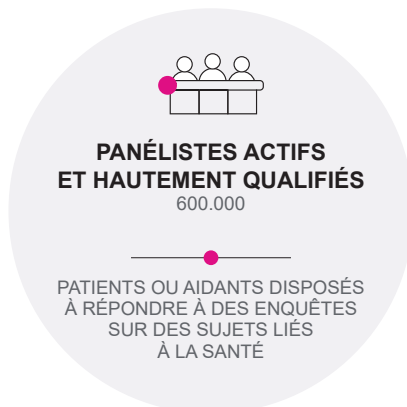 PANÉLISTES ACTIFS
ET HAUTEMENT QUALIFIÉS
600.000
PATIENTS OU AIDANTS DISPOSÉS
À RÉPONDRE À DES ENQUÊTES
SUR DES SUJETS LIÉS
À LA SANTÉ